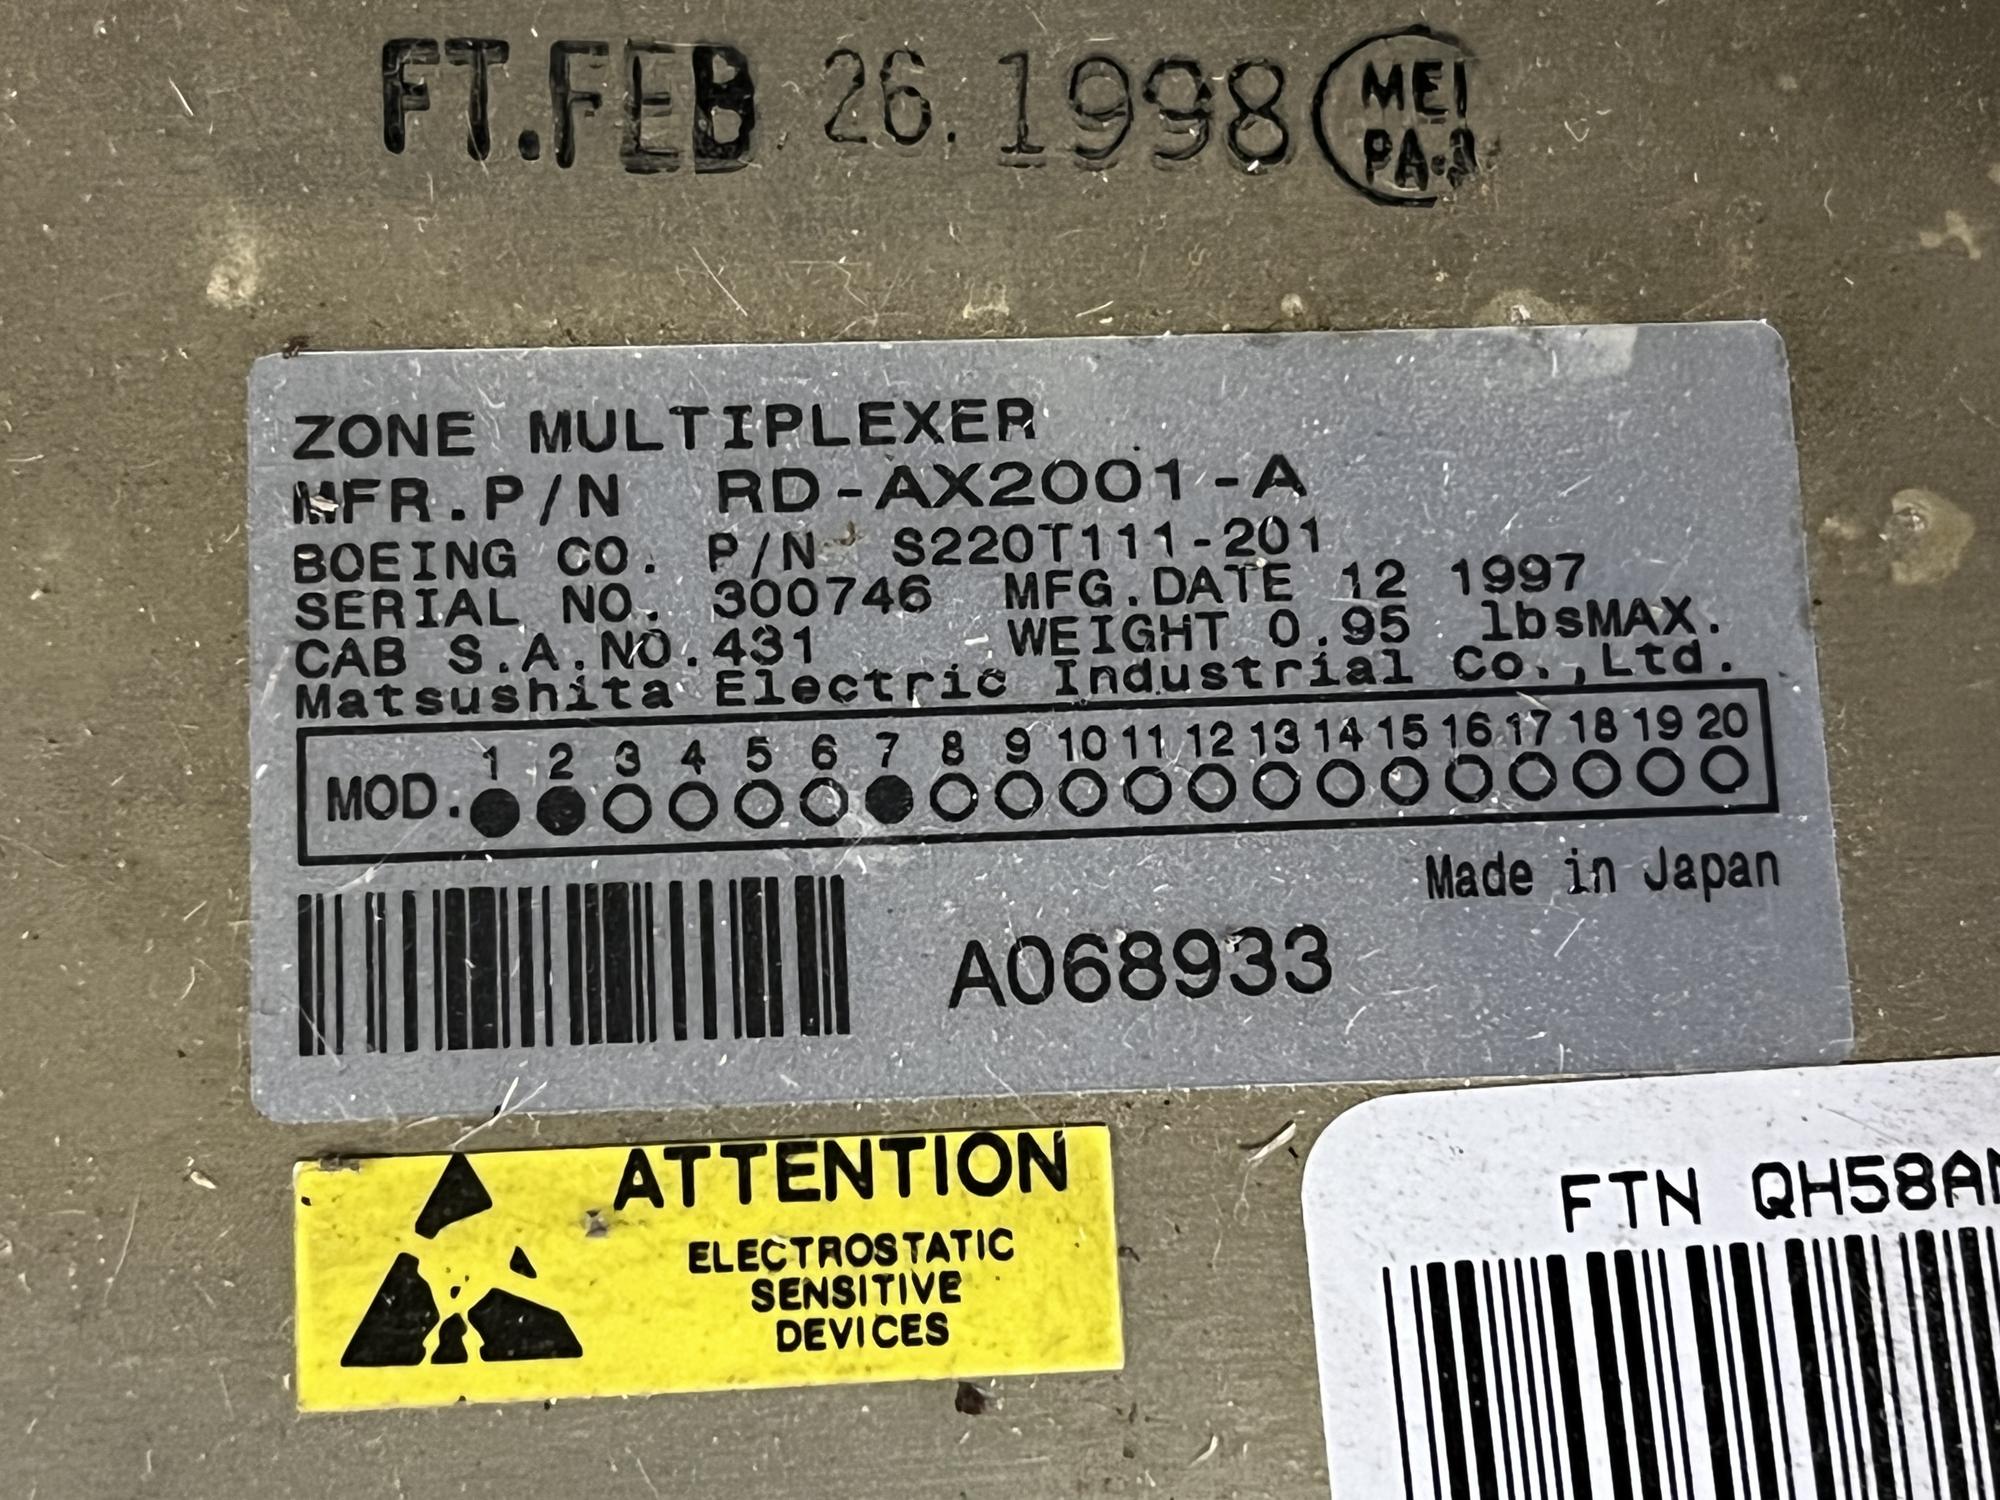 FT.FEB 26.1998
MEI
ZONE MULTIPLEXER
MFR.P/N RD-AX2001-A
BOEING CO. P/N S220T111-201
SERIAL NO. 300746 MFG.DATE 12 1997
CAB S.A.NO.431 WEIGHT 0.95 lbsMAX.
Matsushita Electric Industrial Co.,Ltd.
1 2 3 4 5 6 7 8 9 10 11 12 13 14 15 16 17 18 19 20
MOD.
Made in Japan
A068933
ATTENTION
ELECTROSTATIC
SENSITIVE
DEVICES
FTN